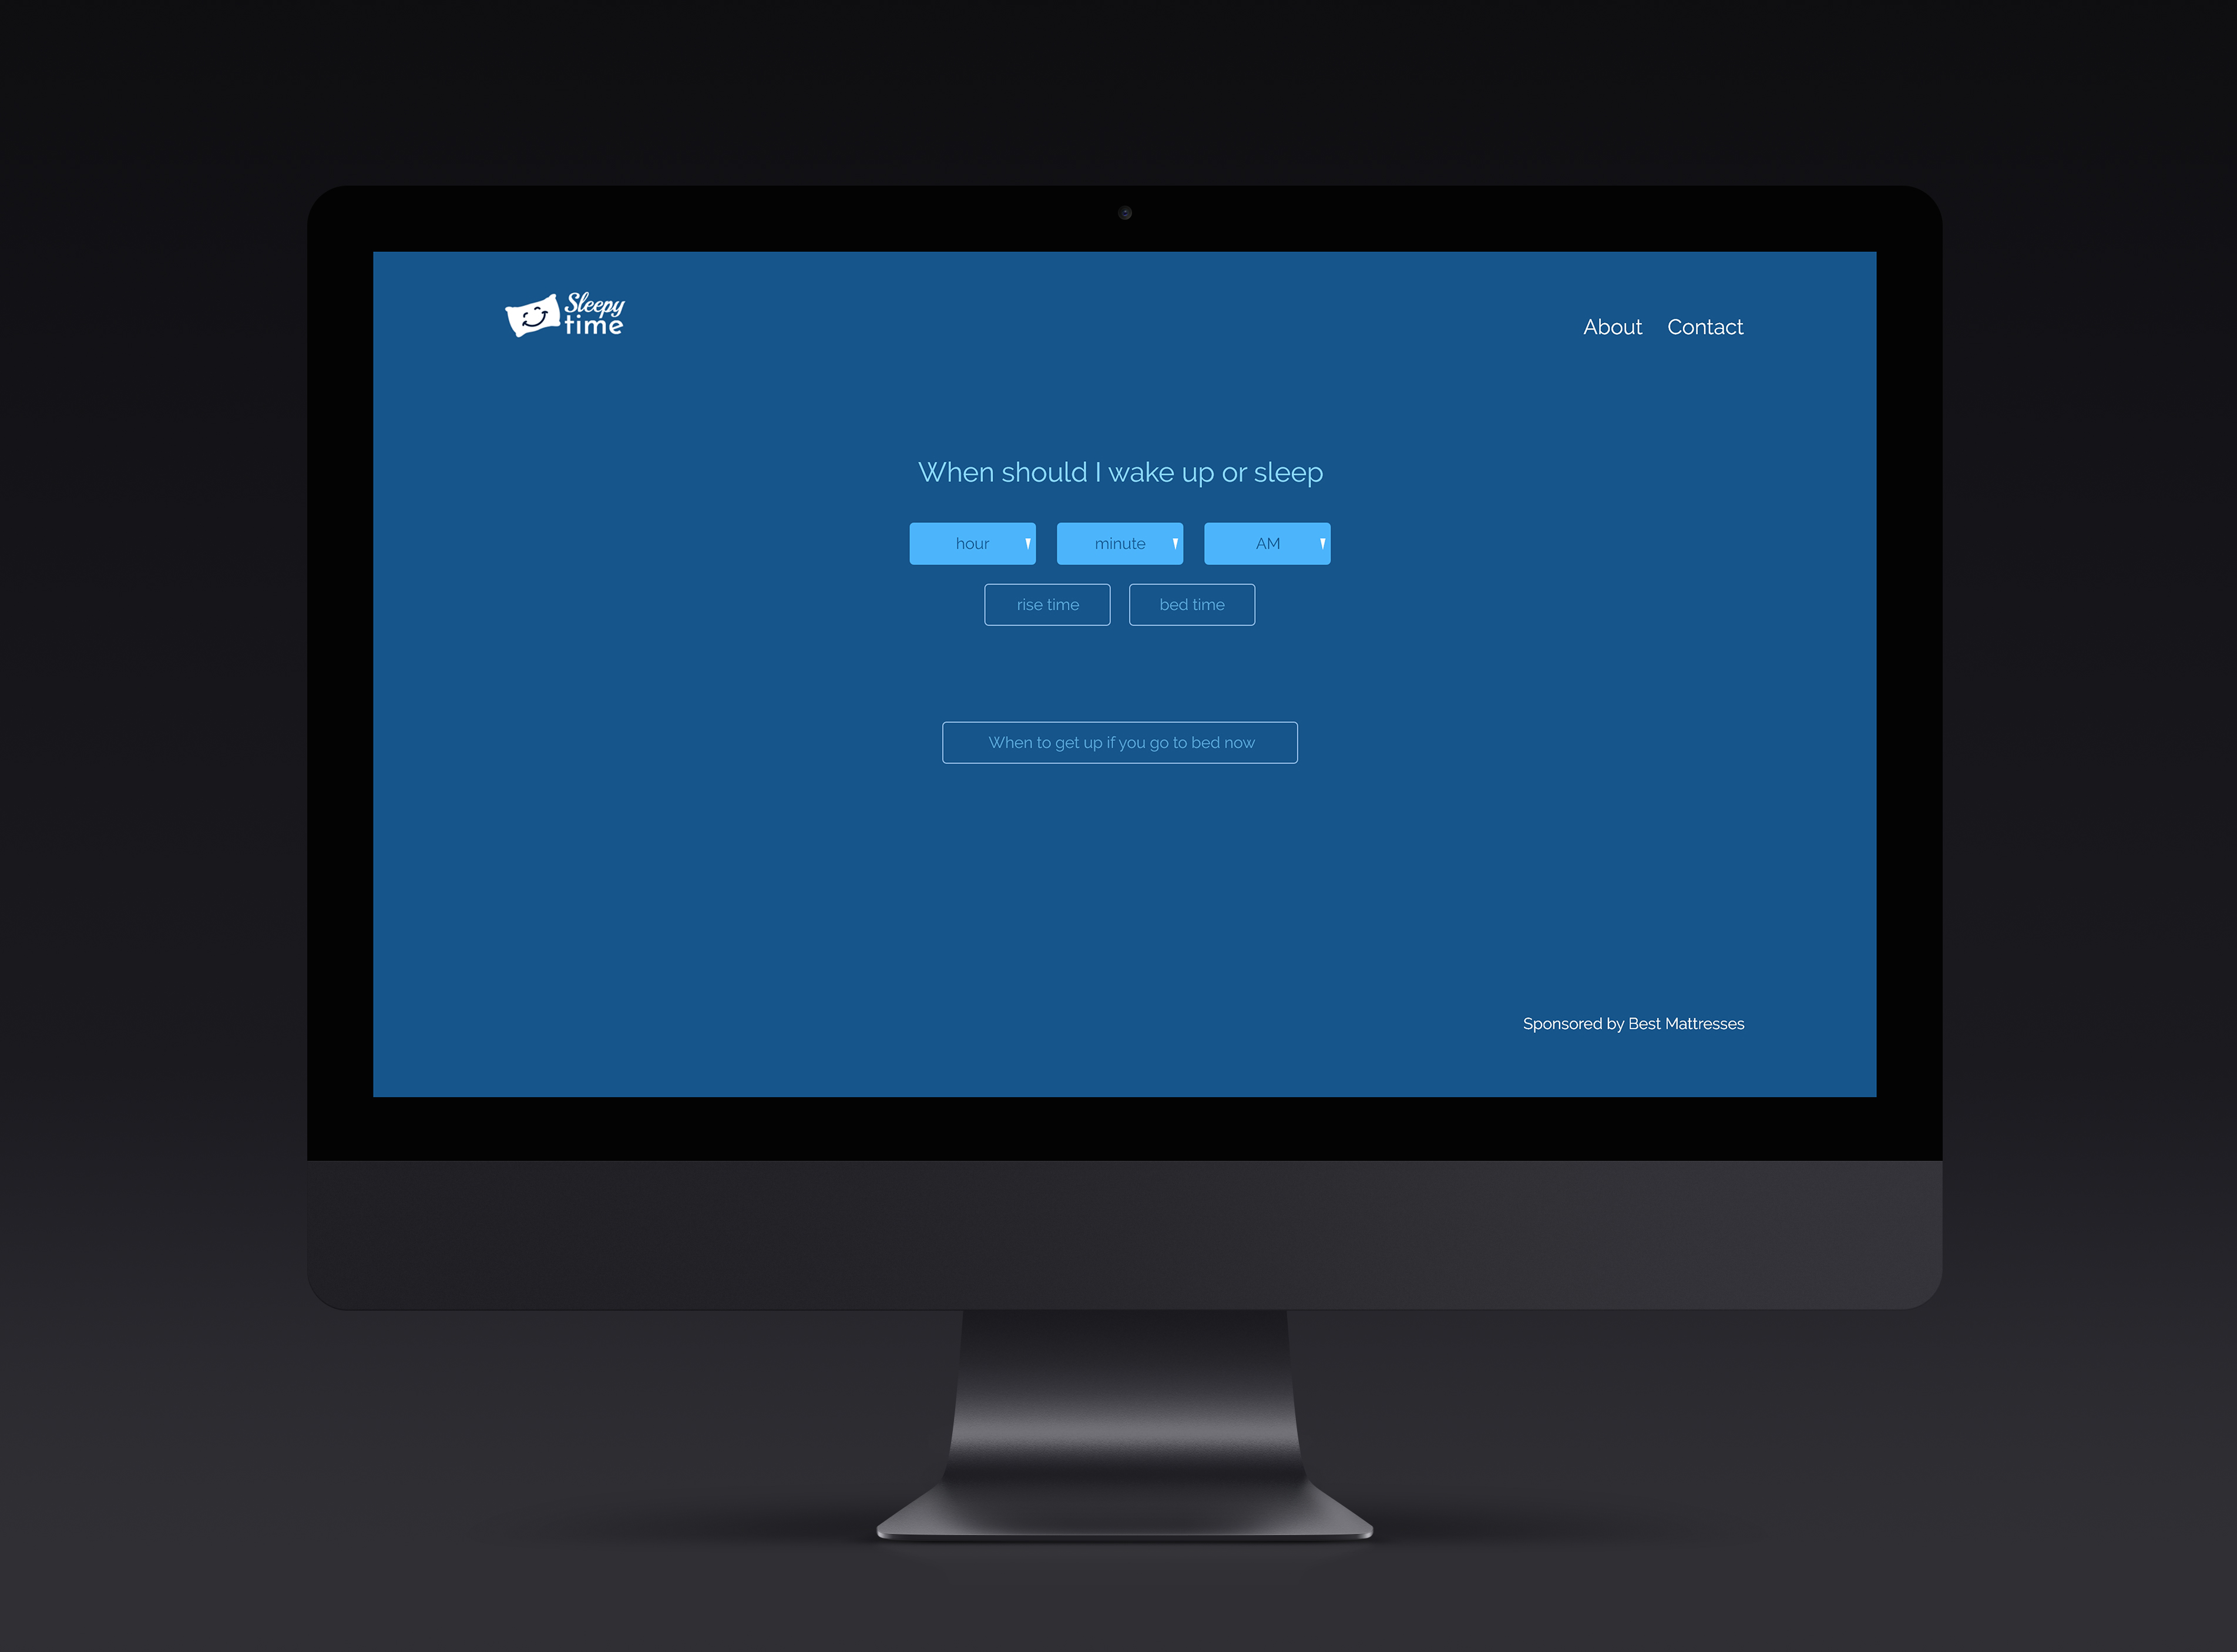 Sleepy
time
About Contact
When should I wake up or sleep
hour minute AM
rise time bed time
When to get up if you go to bed now
Sponsored by Best Mattresses